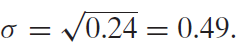 σ = √0.24 = 0.49.